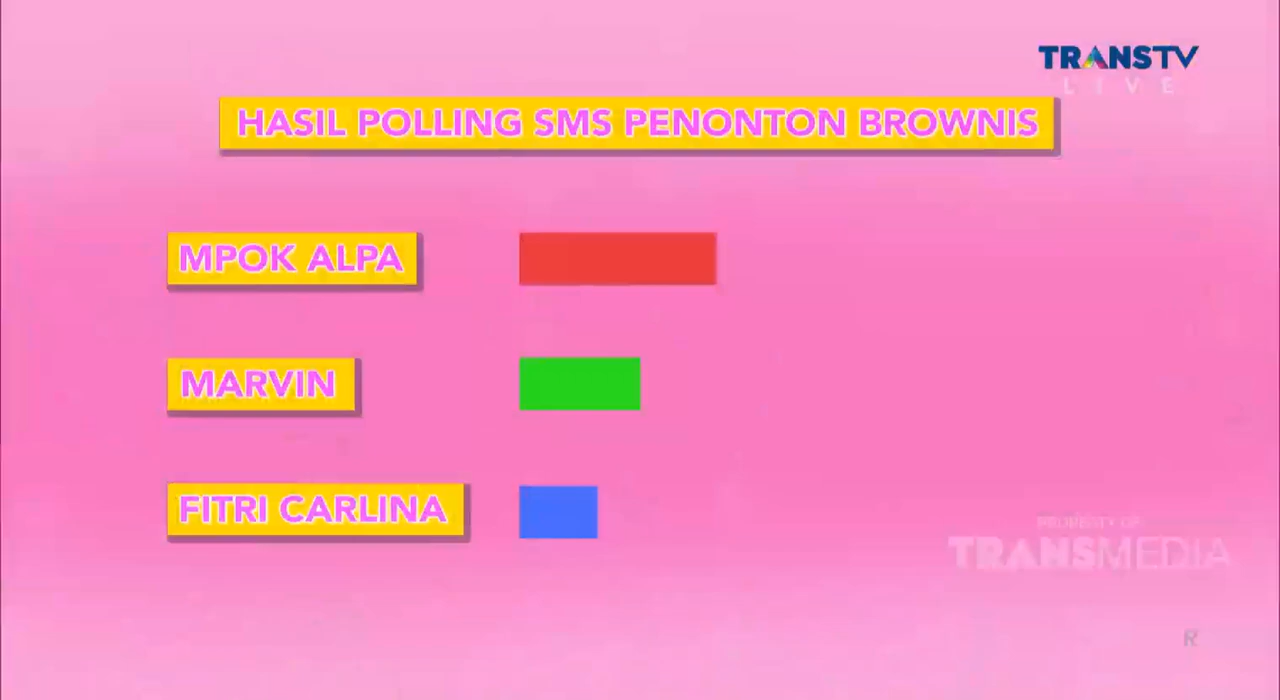 TRANSTV
LIVE
HASIL POLLING SMS PENONTON BROWNIS
MPOK ALPA
MARVIN
FITRI CARLINA
PROPERTY OF
TRANSMEDIA
R